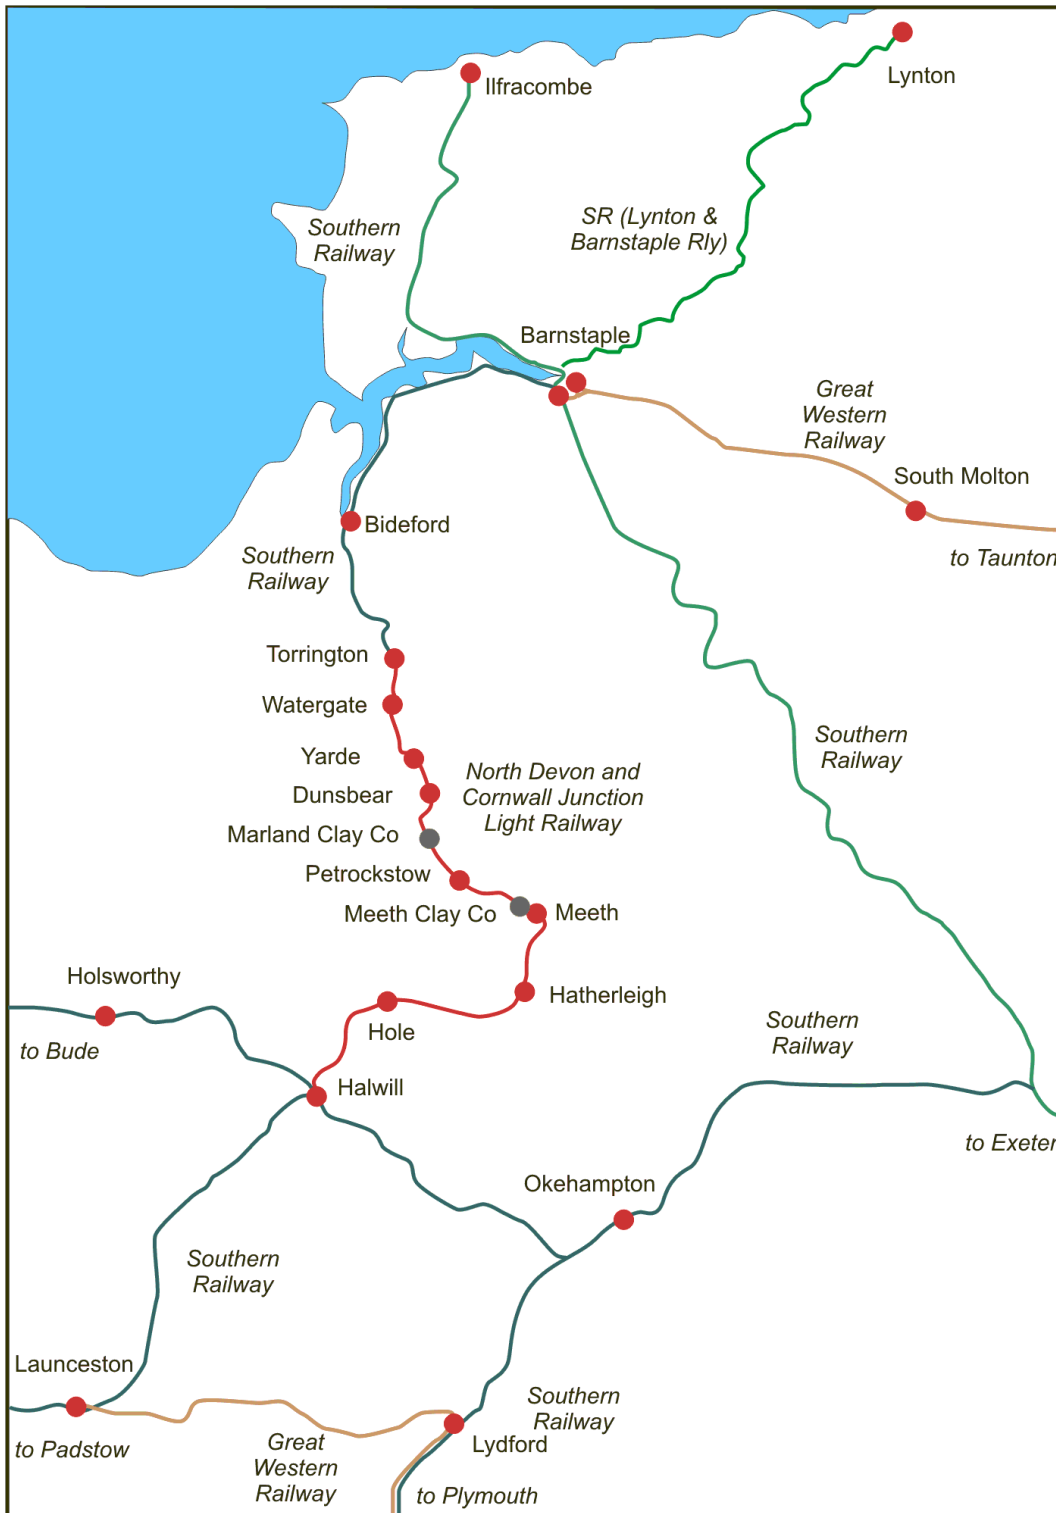 Lynton
Ilfracombe
SR (Lynton &
Barnstaple Rly)
Southern
Railway
Barnstaple
Great
Western
Railway
South Molton
Bideford
to Taunton
Southern
Railway
Torrington
Watergate
Southern
Railway
Yarde
North Devon and
Cornwall Junction
Light Railway
Dunsbear
Marland Clay Co
Petrockstow
Meeth Clay Co
Meeth
Holsworthy
Hatherleigh
Hole
Southern
Railway
to Bude
Halwill
to Exeter
Okehampton
Southern
Railway
Launceston
Southern
Railway
Lydford
to Padstow
Great
Western
Railway
to Plymouth